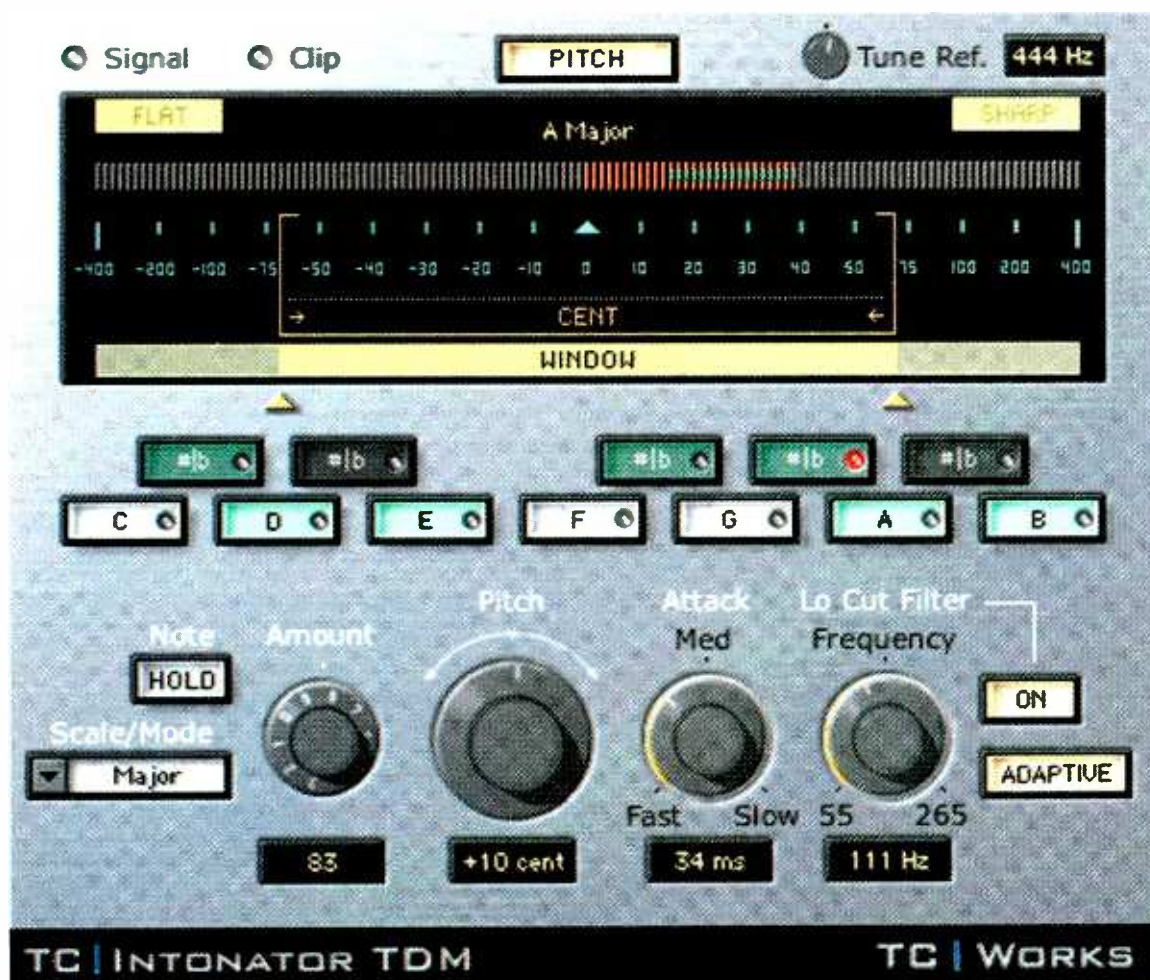 Signal Clip PITCH Tune Ref. 444 Hz
FLAT SHARP
A Major
-400 -200 -100 -75 -50 -40 -30 -20 -10 0 10 20 30 40 50 75 100 200 400
→ CENT ←
WINDOW
#|b #|b #|b #|b #|b
C D E F G A B
Note
HOLD
Scale/Mode
Major
Amount
83
Pitch
+10 cent
Attack
Med
Fast Slow
34 ms
Lo Cut Filter
Frequency
55 265
111 Hz
ON
ADAPTIVE
TC | INTONATOR TDM TC | WORKS